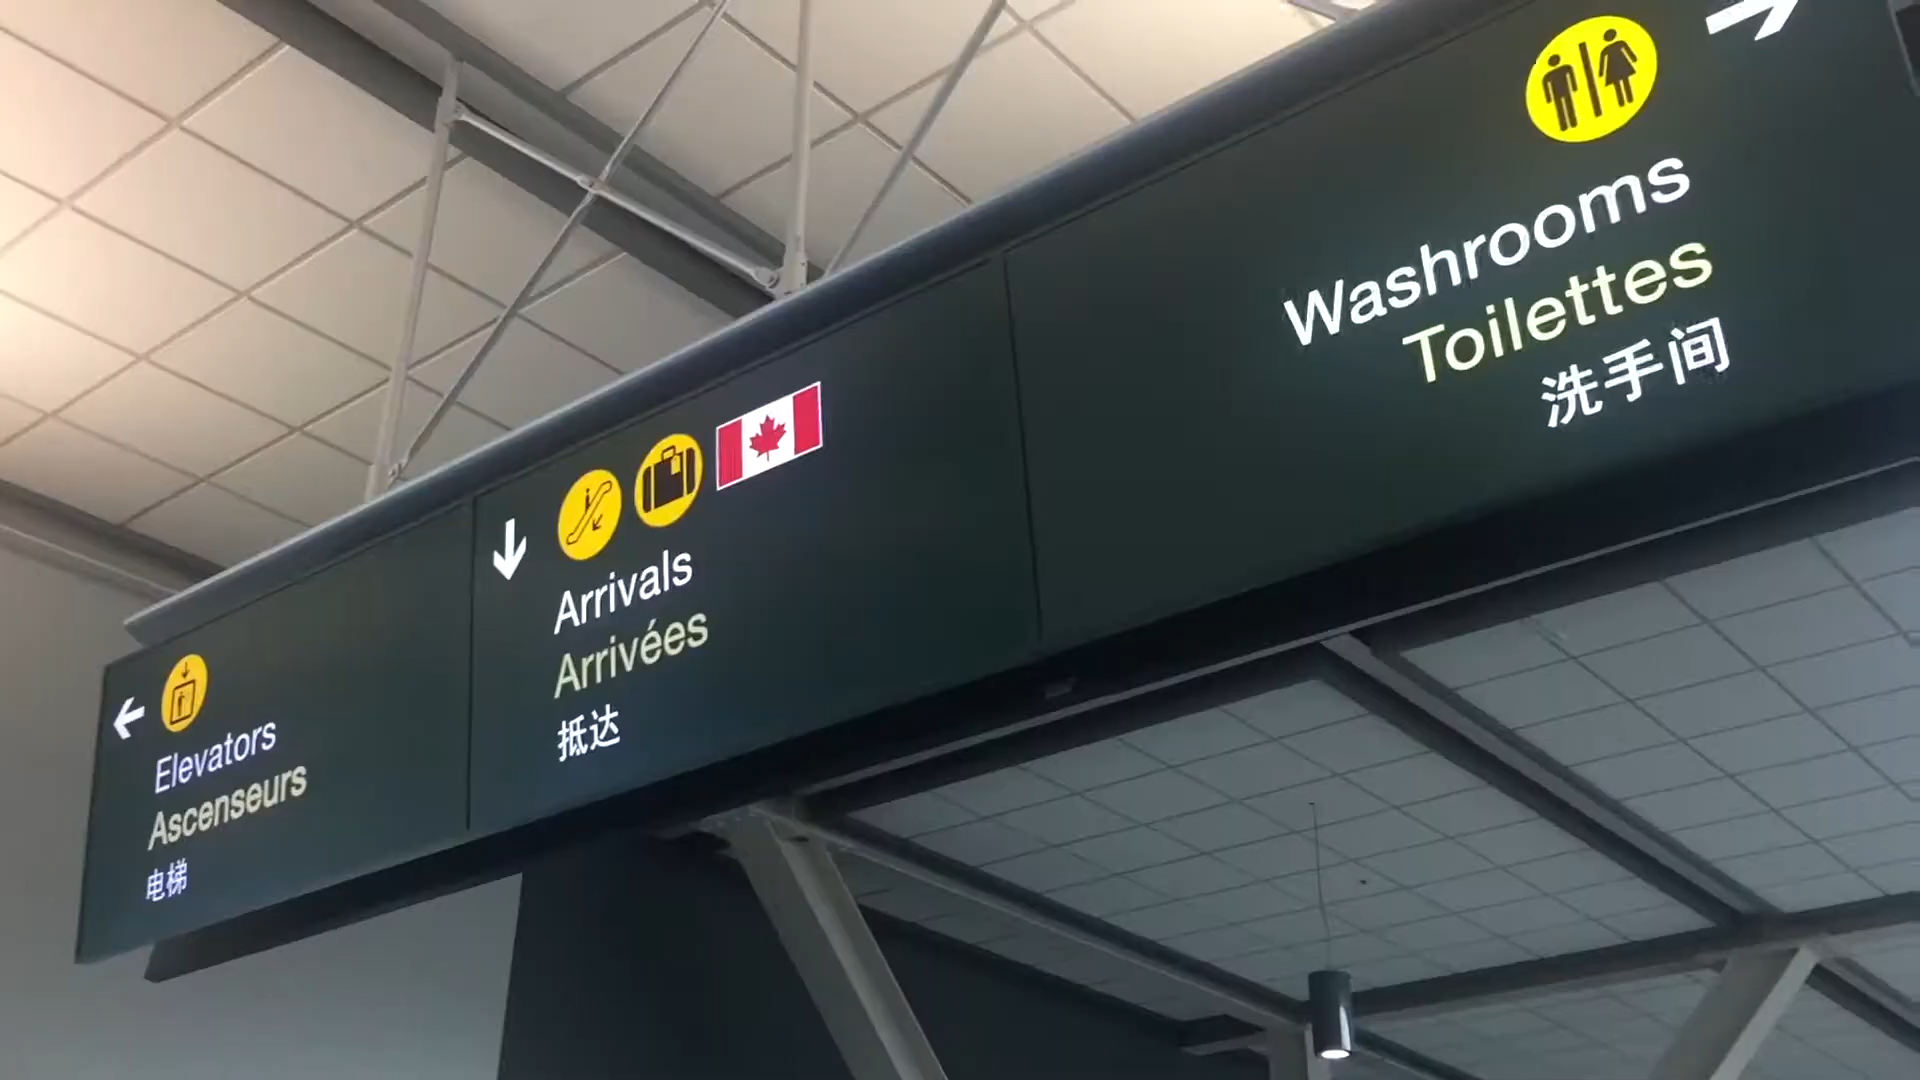 Elevators
Ascenseurs
电梯
Arrivals
Arrivées
抵达
Washrooms
Toilettes
洗手间